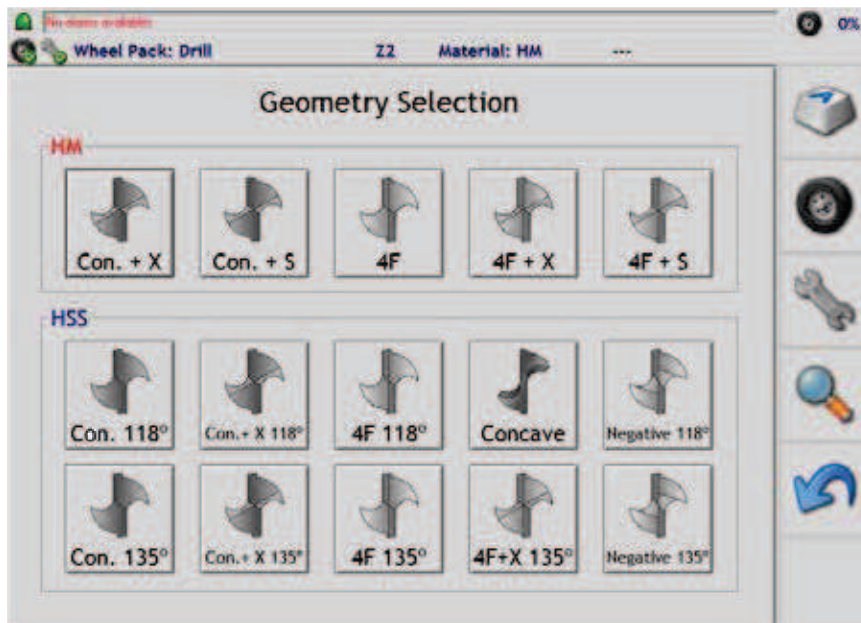 No alarms available
0%
Wheel Pack: Drill Z2 Material: HM ---
Geometry Selection
HM
Con. + X Con. + S 4F 4F + X 4F + S
HSS
Con. 118° Con.+ X 118° 4F 118° Concave Negative 118°
Con. 135° Con.+ X 135° 4F 135° 4F+X 135° Negative 135°